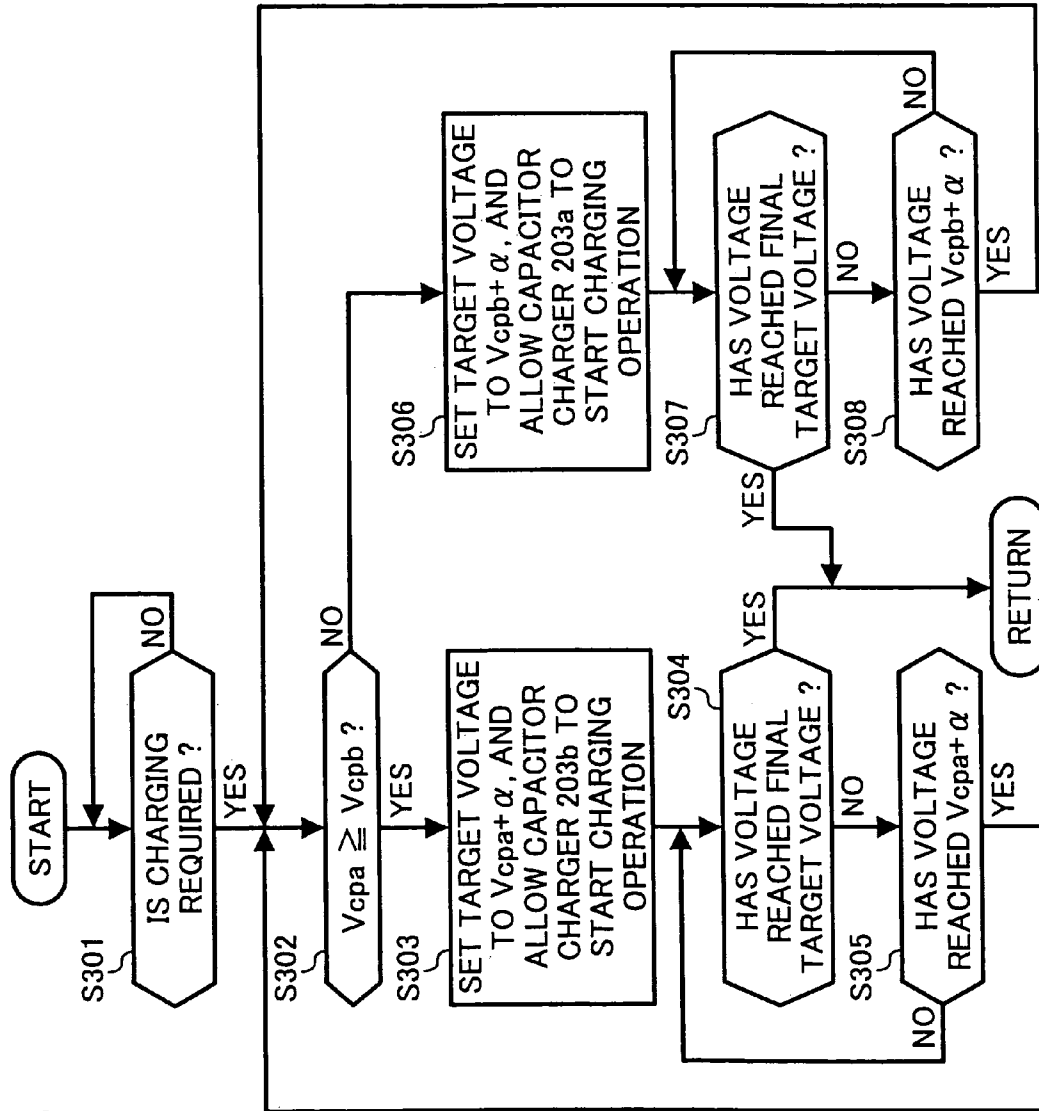 START
S301
IS CHARGING
REQUIRED ?
NO
YES
S302
Vcpa ≧ Vcpb ?
NO
YES
S303
SET TARGET VOLTAGE
TO Vcpa+α, AND
ALLOW CAPACITOR
CHARGER 203b TO
START CHARGING
OPERATION
S304
HAS VOLTAGE
REACHED FINAL
TARGET VOLTAGE ?
YES
NO
S305
HAS VOLTAGE
REACHED Vcpa+α ?
NO
YES
S306
SET TARGET VOLTAGE
TO Vcpb+α, AND
ALLOW CAPACITOR
CHARGER 203a TO
START CHARGING
OPERATION
S307
HAS VOLTAGE
REACHED FINAL
TARGET VOLTAGE ?
YES
NO
S308
HAS VOLTAGE
REACHED Vcpb+α ?
NO
YES
RETURN